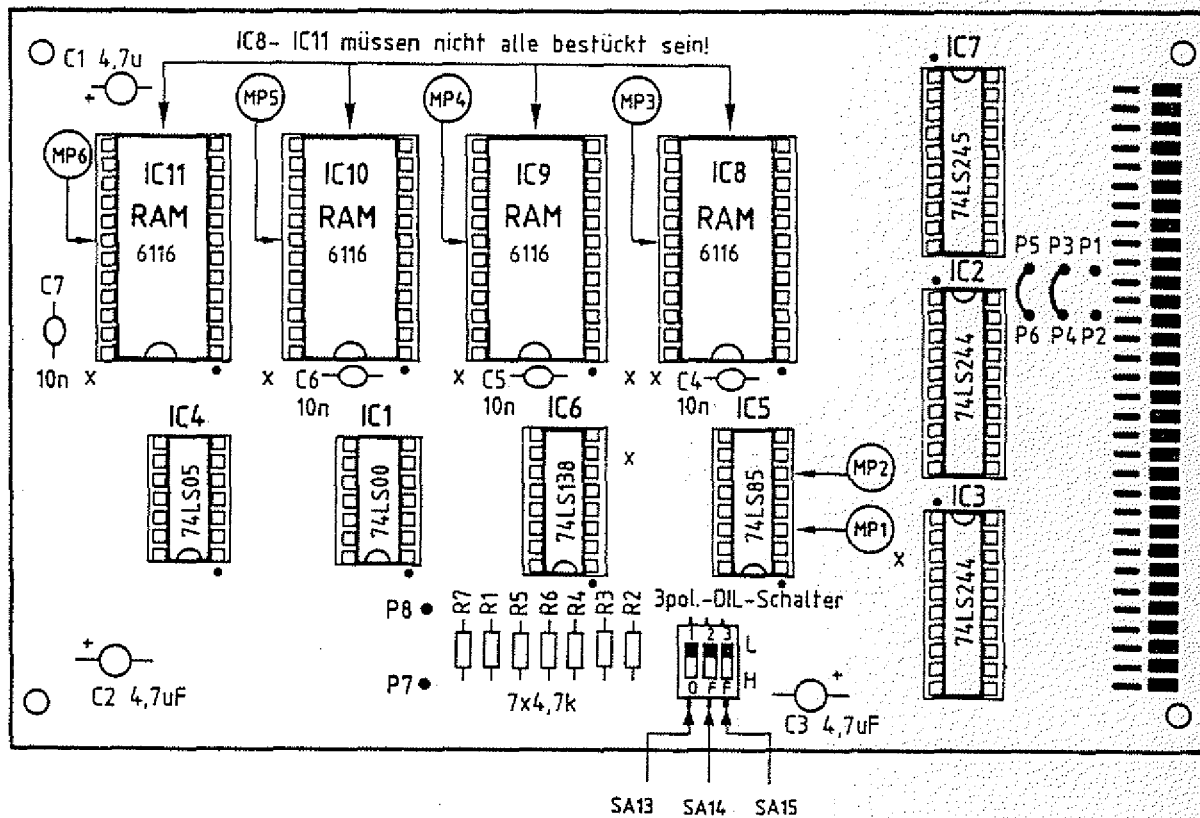 IC8- IC11 müssen nicht alle bestückt sein!
C1 4,7u
+
MP6
MP5
MP4
MP3
IC7
74LS245
IC11
RAM
6116
IC10
RAM
6116
IC9
RAM
6116
IC8
RAM
6116
P5 P3 P1
P6 P4 P2
IC2
74LS244
C7
10n
x
x
C6
10n
x
C5
10n
x x
C4
10n
IC4
74LS05
IC1
74LS00
IC6
74LS138
x
IC5
74LS85
MP2
MP1
x
IC3
74LS244
P8
P7
R7
R1
R5
R6
R4
R3
R2
7x4,7k
3pol.-DIL-Schalter
1 2 3
L
H
O F F
+
C2 4,7uF
+
C3 4,7uF
SA13 SA14 SA15